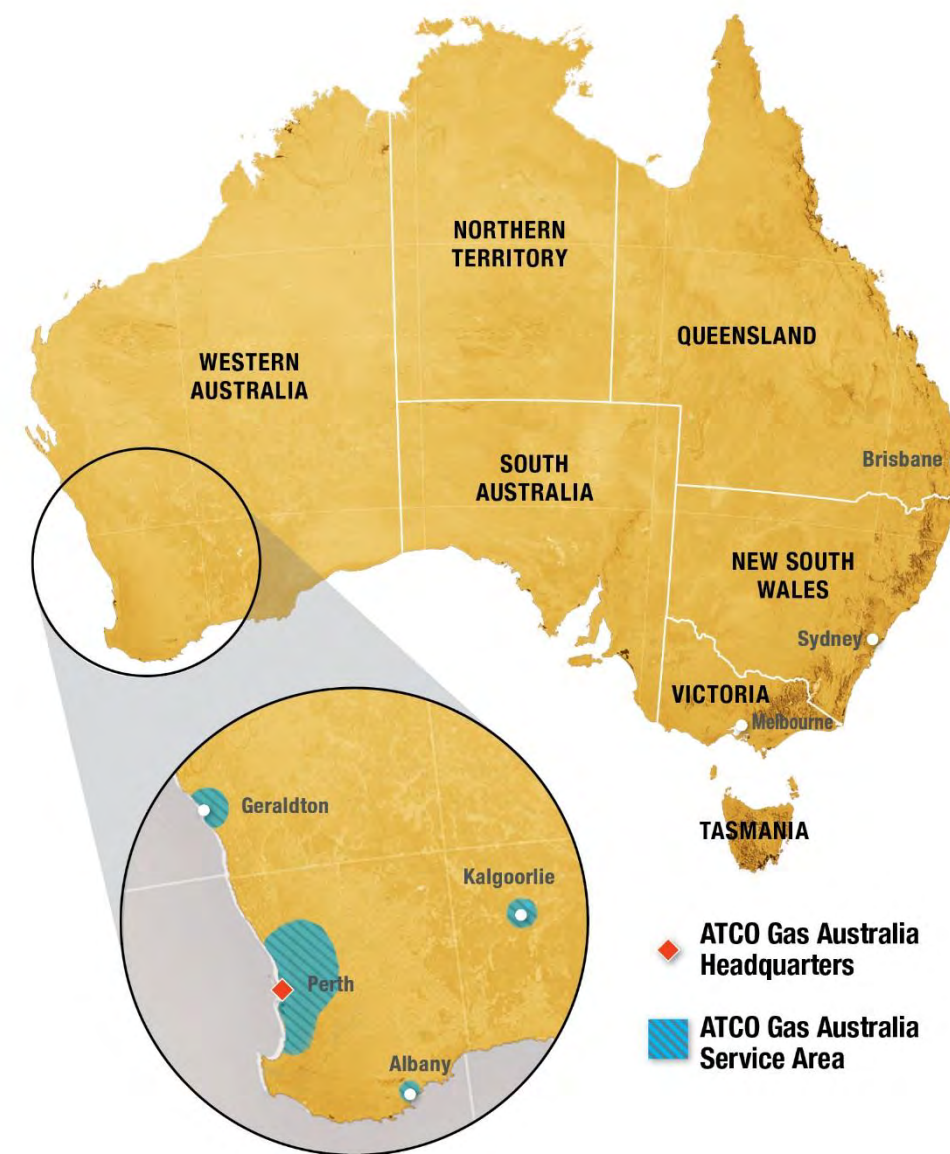 NORTHERN
TERRITORY
QUEENSLAND
WESTERN
AUSTRALIA
SOUTH
AUSTRALIA
Brisbane
NEW SOUTH
WALES
Sydney
VICTORIA
Melbourne
TASMANIA
Geraldton
Kalgoorlie
Perth
Albany
ATCO Gas Australia
Headquarters
ATCO Gas Australia
Service Area